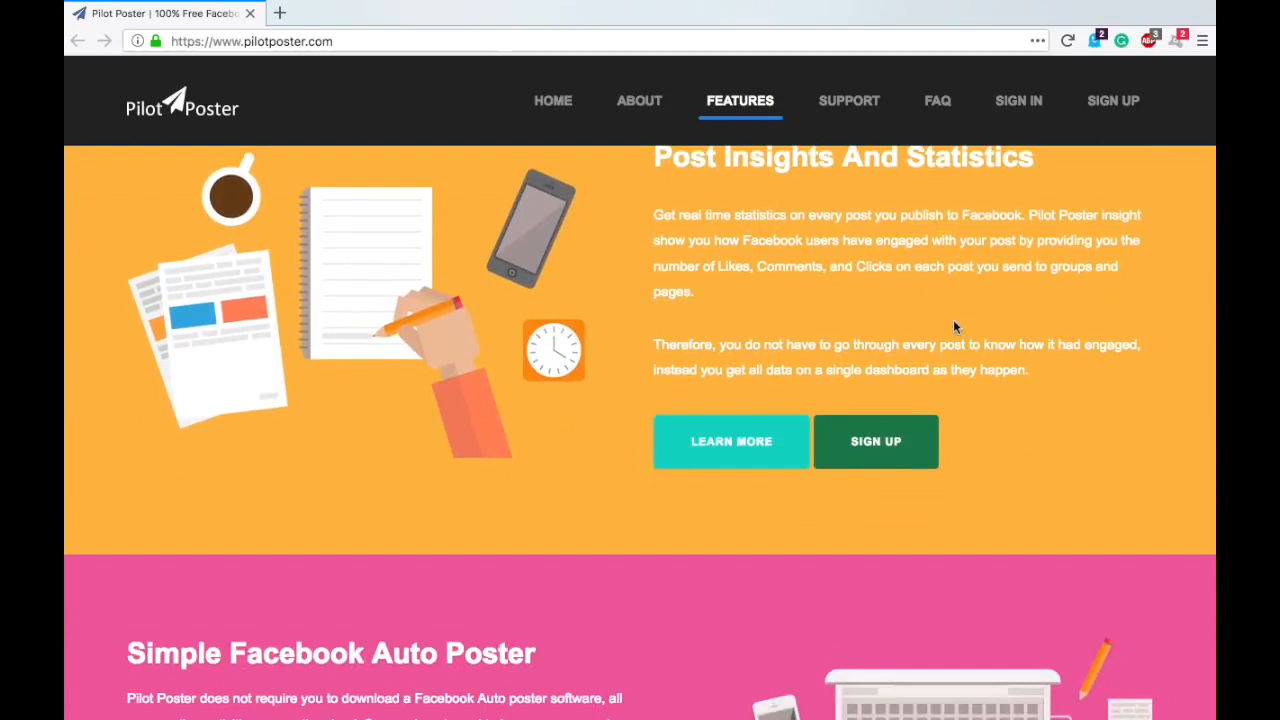 Pilot Poster | 100% Free Facebo
https://www.pilotposter.com
2
3
2
Pilot Poster
HOME
ABOUT
FEATURES
SUPPORT
FAQ
SIGN IN
SIGN UP
Post Insights And Statistics
Get real time statistics on every post you publish to Facebook. Pilot Poster insight
show you how Facebook users have engaged with your post by providing you the
number of Likes, Comments, and Clicks on each post you send to groups and
pages.
Therefore, you do not have to go through every post to know how it had engaged,
instead you get all data on a single dashboard as they happen.
LEARN MORE
SIGN UP
Simple Facebook Auto Poster
Pilot Poster does not require you to download a Facebook Auto poster software, all